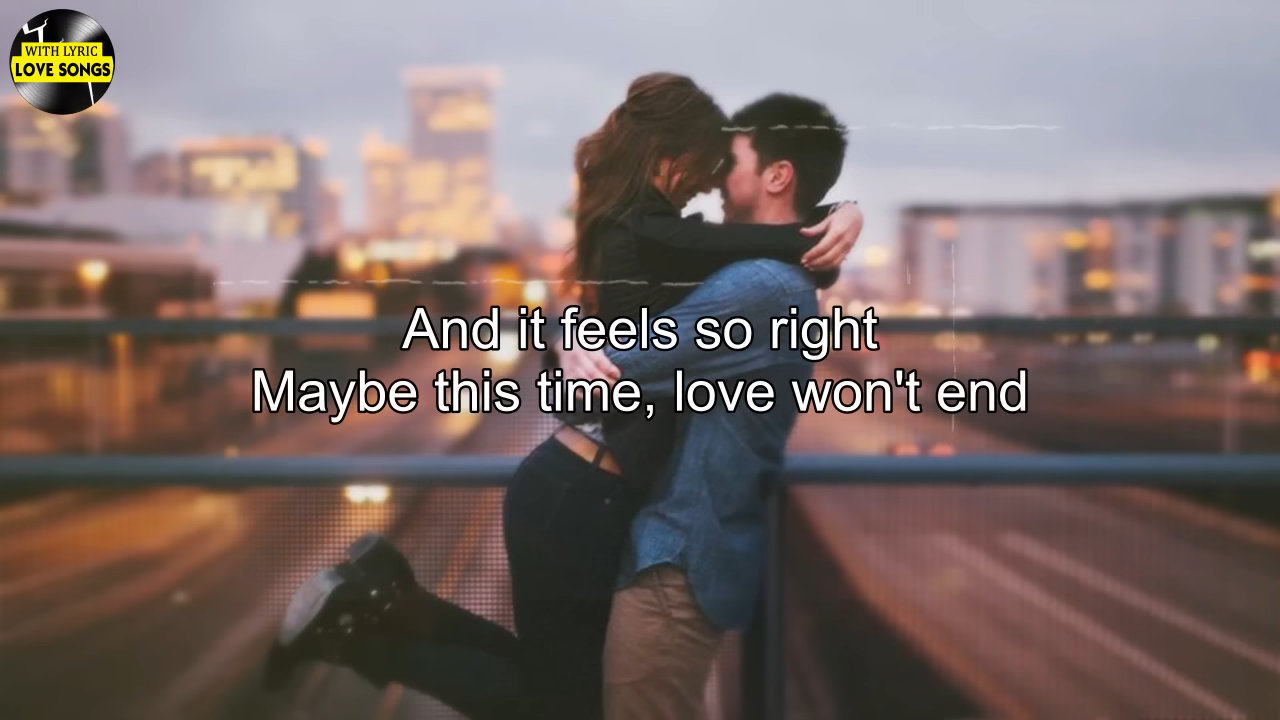 WITH LYRIC
LOVE SONGS
And it feels so right
Maybe this time, love won't end